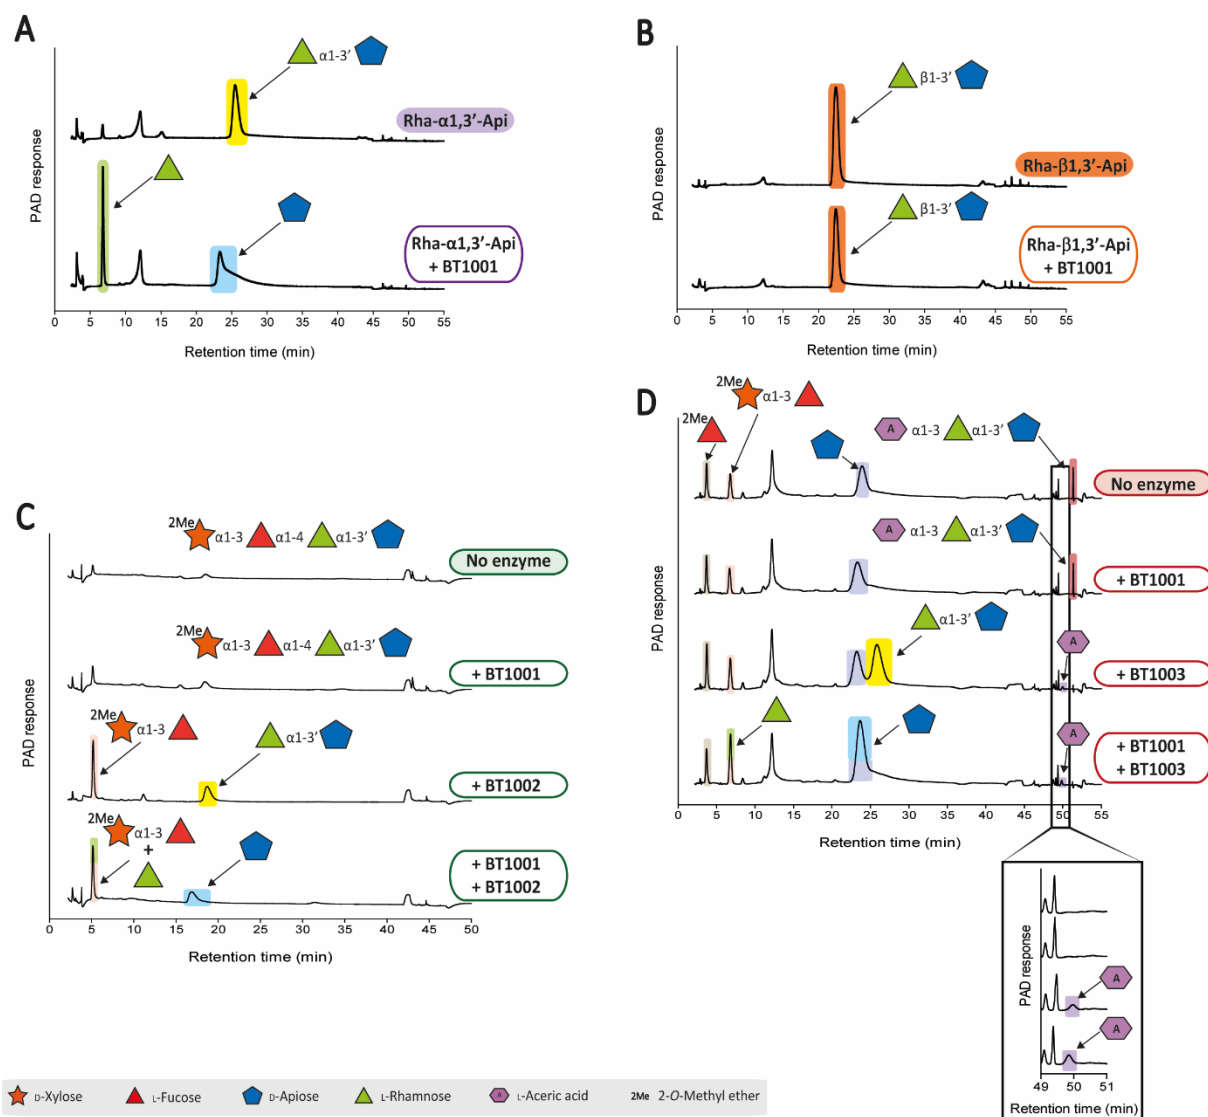 A
α1-3′
Rha-α1,3′-Api
PAD response
Rha-α1,3′-Api
+ BT1001
0 5 10 15 20 25 30 35 40 45 50 55
Retention time (min)
B
β1-3′
Rha-β1,3′-Api
β1-3′
PAD response
Rha-β1,3′-Api
+ BT1001
0 5 10 15 20 25 30 35 40 45 50 55
Retention time (min)
C
2Me α1-3 α1-4 α1-3′
No enzyme
2Me α1-3 α1-4 α1-3′
+ BT1001
PAD response
2Me α1-3 α1-3′
+ BT1002
2Me α1-3
+
+ BT1001
+ BT1002
0 5 10 15 20 25 30 35 40 45 50
Retention time (min)
D
2Me α1-3
2Me
A α1-3 α1-3′
No enzyme
A α1-3 α1-3′
+ BT1001
PAD response
α1-3′
A
+ BT1003
A
+ BT1001
+ BT1003
0 5 10 15 20 25 30 35 40 45 50 55
Retention time (min)
PAD response
A
A
49 50 51
Retention time (min)
D-Xylose L-Fucose D-Apiose L-Rhamnose A L-Aceric acid 2Me 2-O-Methyl ether